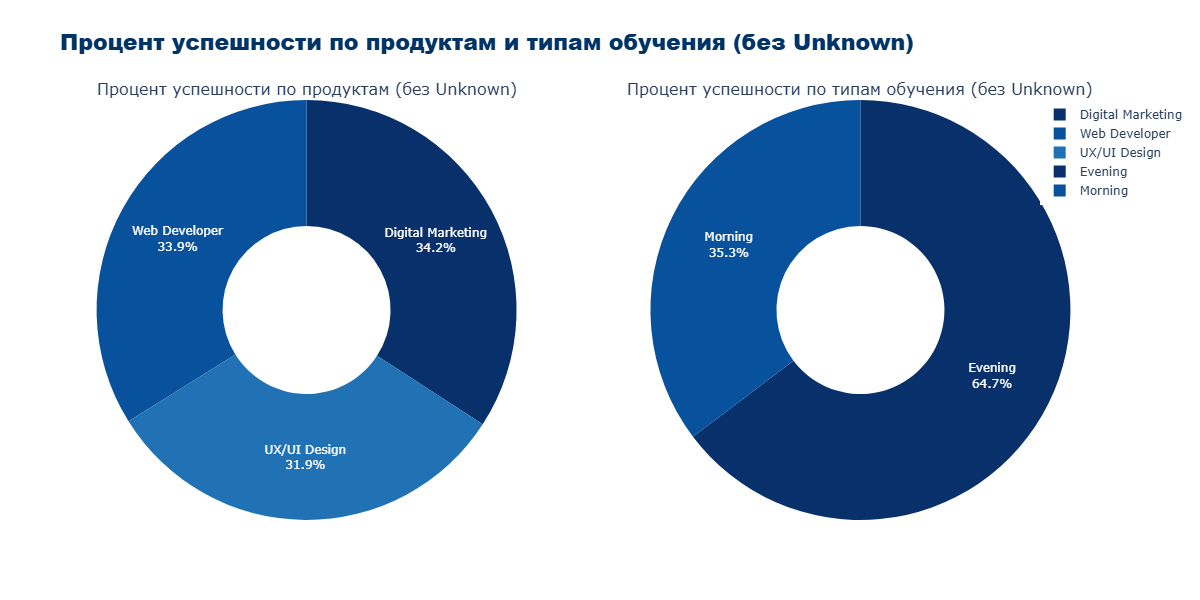 Процент успешности по продуктам и типам обучения (без Unknown)
Процент успешности по продуктам (без Unknown)
Web Developer
33.9%
Digital Marketing
34.2%
UX/UI Design
31.9%
Процент успешности по типам обучения (без Unknown)
Morning
35.3%
Evening
64.7%
Digital Marketing
Web Developer
UX/UI Design
Evening
Morning